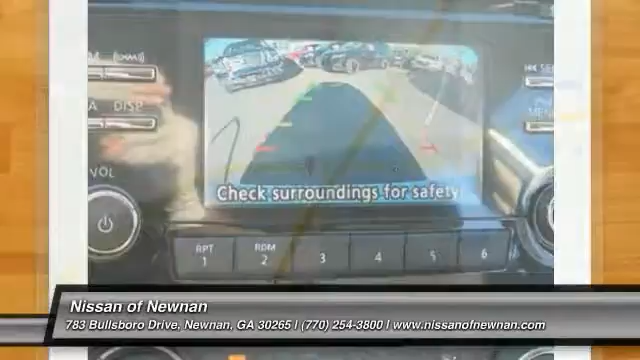 DISP
VOL
MENU
Check surroundings for safety
RPT RDM
1 2 3 4 5 6
Nissan of Newnan
783 Bullsboro Drive, Newnan, GA 30265 | (770) 254-3800 | www.nissanofnewnan.com